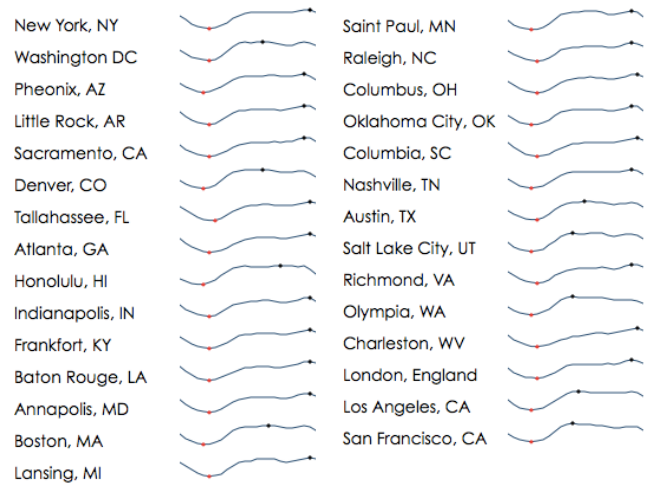 New York, NY
Washington DC
Pheonix, AZ
Little Rock, AR
Sacramento, CA
Denver, CO
Tallahassee, FL
Atlanta, GA
Honolulu, HI
Indianapolis, IN
Frankfort, KY
Baton Rouge, LA
Annapolis, MD
Boston, MA
Lansing, MI
Saint Paul, MN
Raleigh, NC
Columbus, OH
Oklahoma City, OK
Columbia, SC
Nashville, TN
Austin, TX
Salt Lake City, UT
Richmond, VA
Olympia, WA
Charleston, WV
London, England
Los Angeles, CA
San Francisco, CA